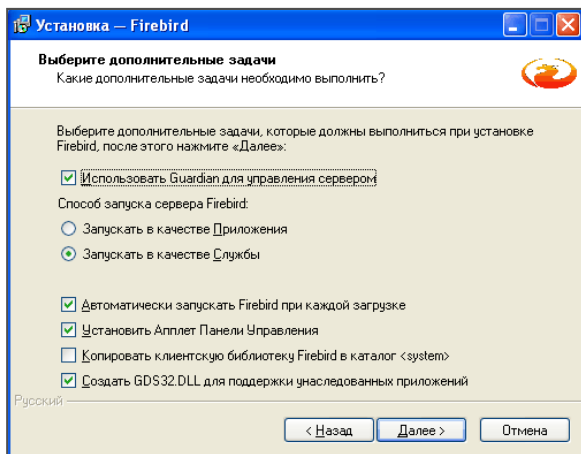 Установка — Firebird
Выберите дополнительные задачи
Какие дополнительные задачи необходимо выполнить?
Выберите дополнительные задачи, которые должны выполниться при установке
Firebird, после этого нажмите «Далее»:
Использовать Guardian для управления сервером
Способ запуска сервера Firebird:
Запускать в качестве Приложения
Запускать в качестве Службы
Автоматически запускать Firebird при каждой загрузке
Установить Апплет Панели Управления
Копировать клиентскую библиотеку Firebird в каталог <system>
Создать GDS32.DLL для поддержки унаследованных приложений
Русский
< Назад Далее > Отмена